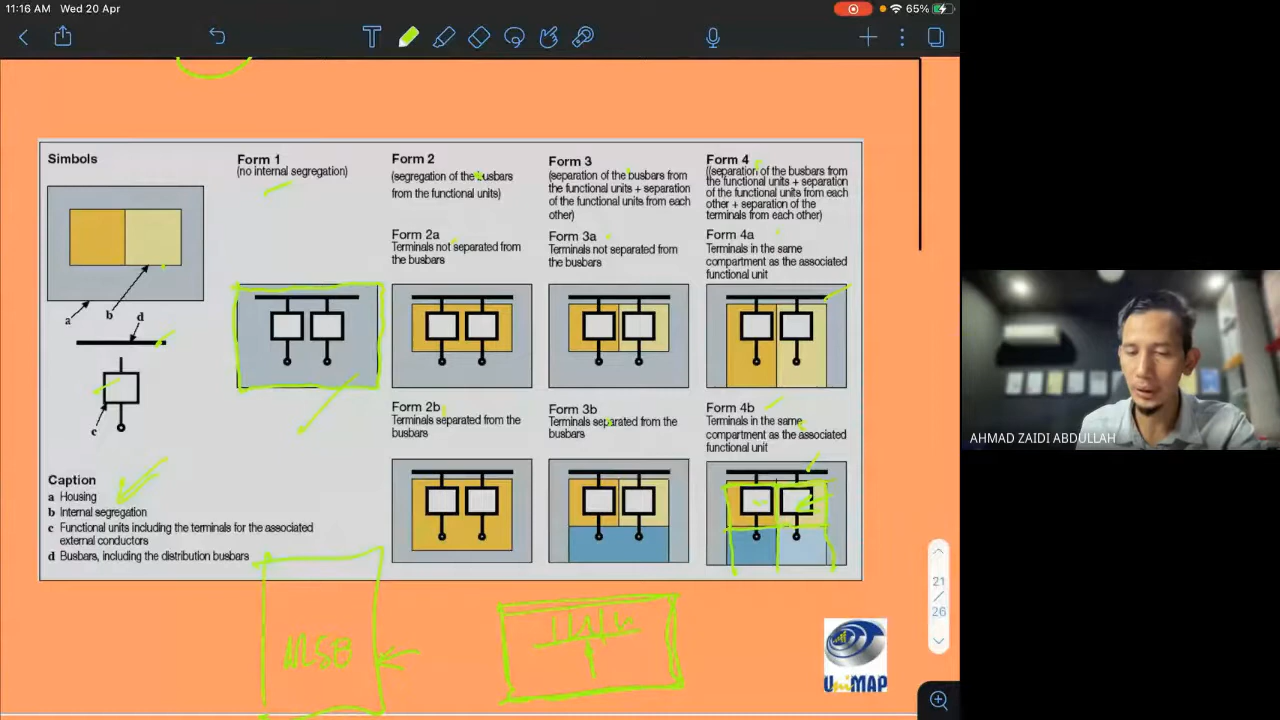 11:16 AM Wed 20 Apr
65%
T
Simbols
a
b
d
c
Caption
a Housing
b Internal segregation
c Functional units including the terminals for the associated
external conductors
d Busbars, including the distribution busbars
Form 1
(no internal segregation)
Form 2
(segregation of the busbars
from the functional units)
Form 2a
Terminals not separated from
the busbars
Form 2b
Terminals separated from the
busbars
Form 3
(separation of the busbars from
the functional units + separation
of the functional units from each
other)
Form 3a
Terminals not separated from
the busbars
Form 3b
Terminals separated from the
busbars
Form 4
((separation of the busbars from
the functional units + separation
of the functional units from each
other + separation of the
terminals from each other)
Form 4a
Terminals in the same
compartment as the associated
functional unit
Form 4b
Terminals in the same
compartment as the associated
functional unit
MSB
21
/
26
UniMAP
AHMAD ZAIDI ABDULLAH